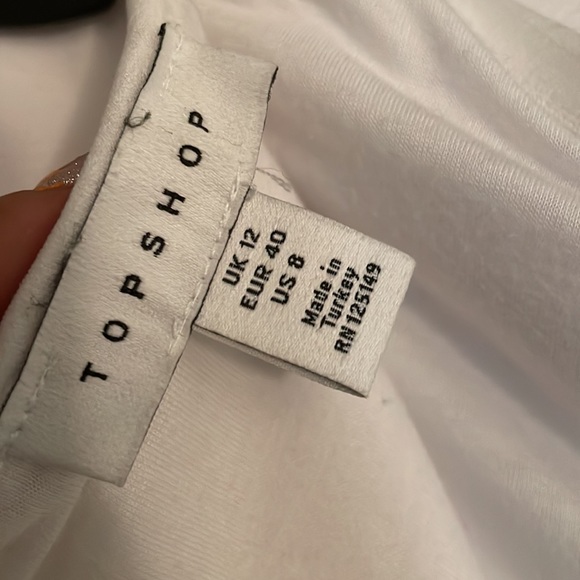 TOPSHOP
UK 12
EUR 40
US 8
Made in
Turkey
RN 125149